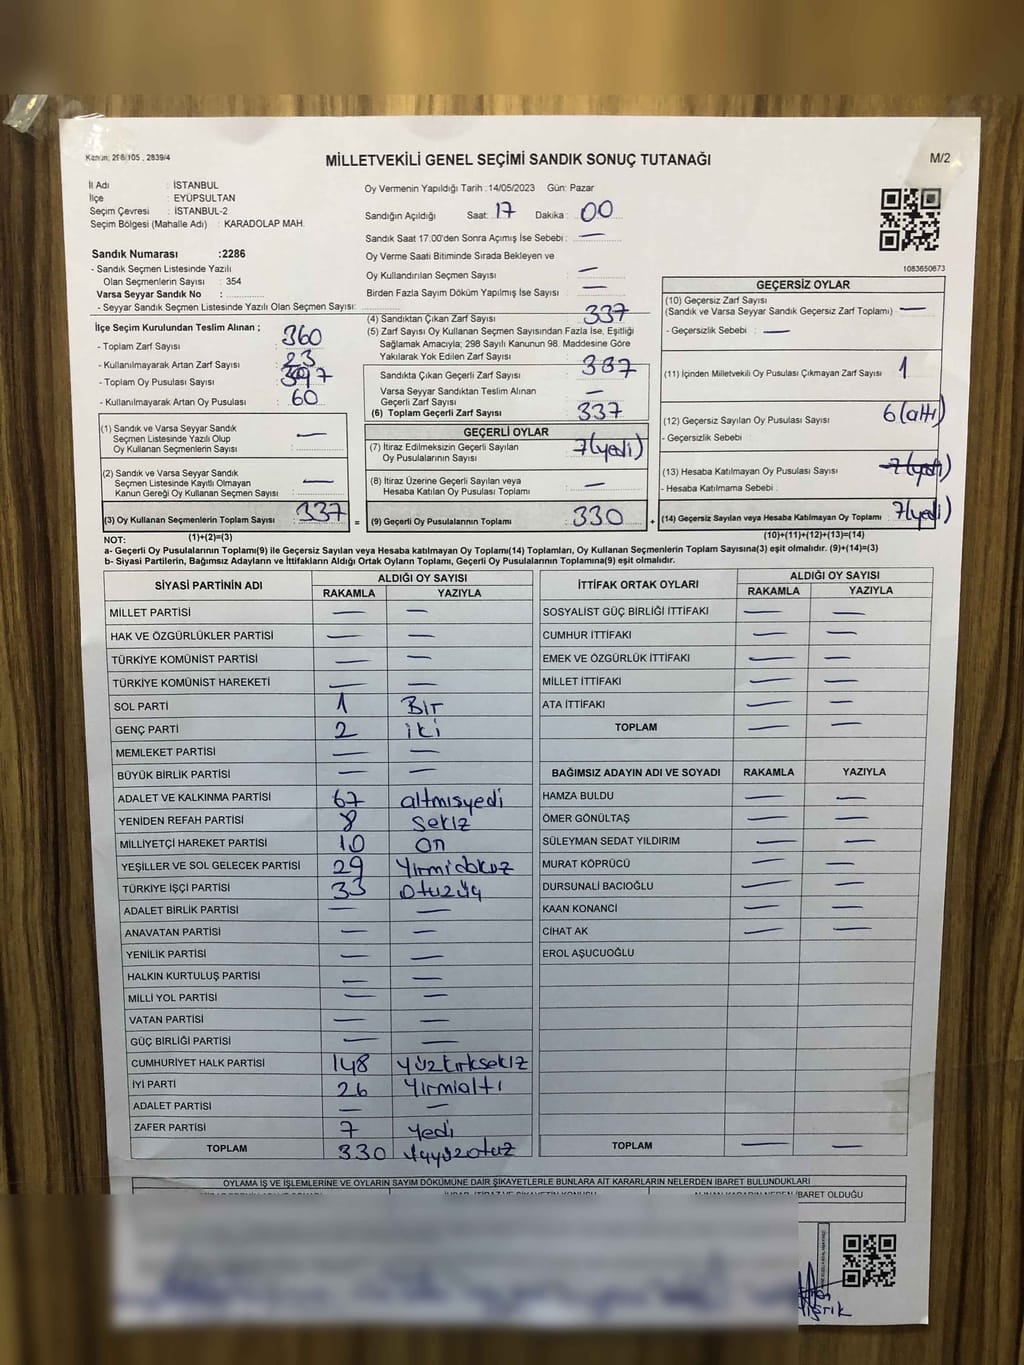 Kanun: 298/105 , 2839/4
MİLLETVEKİLİ GENEL SEÇİMİ SANDIK SONUÇ TUTANAĞI
M/2
İl Adı : İSTANBUL
İlçe : EYÜPSULTAN
Seçim Çevresi : İSTANBUL-2
Seçim Bölgesi (Mahalle Adı) : KARADOLAP MAH.
Sandık Numarası :2286
- Sandık Seçmen Listesinde Yazılı
Olan Seçmenlerin Sayısı : 354
Varsa Seyyar Sandık No :
- Seyyar Sandık Seçmen Listesinde Yazılı Olan Seçmen Sayısı:
Oy Vermenin Yapıldığı Tarih : 14/05/2023 Gün: Pazar
Sandığın Açıldığı Saat: 17 Dakika : 00
Sandık Saat 17:00'den Sonra Açımış İse Sebebi : —
Oy Verme Saati Bitiminde Sırada Bekleyen ve
Oy Kullandırılan Seçmen Sayısı : —
Birden Fazla Sayım Döküm Yapılmış İse Sayısı : —
1083650673
İlçe Seçim Kurulundan Teslim Alınan ;
- Toplam Zarf Sayısı : 360
- Kullanılmayarak Artan Zarf Sayısı : 23
- Toplam Oy Pusulası Sayısı : 397
- Kullanılmayarak Artan Oy Pusulası : 60
(4) Sandıktan Çıkan Zarf Sayısı : 337
(5) Zarf Sayısı Oy Kullanan Seçmen Sayısından Fazla İse, Eşitliği
Sağlamak Amacıyla; 298 Sayılı Kanunun 98. Maddesine Göre
Yakılarak Yok Edilen Zarf Sayısı :
Sandıkta Çıkan Geçerli Zarf Sayısı : 337
Varsa Seyyar Sandıktan Teslim Alınan
Geçerli Zarf Sayısı : —
(6) Toplam Geçerli Zarf Sayısı : 337
GEÇERSİZ OYLAR
(10) Geçersiz Zarf Sayısı
(Sandık ve Varsa Seyyar Sandık Geçersiz Zarf Toplamı) —
- Geçersizlik Sebebi : —
(11) İçinden Milletvekili Oy Pusulası Çıkmayan Zarf Sayısı 1
(12) Geçersiz Sayılan Oy Pusulası Sayısı 6 (altı)
- Geçersizlik Sebebi :
(13) Hesaba Katılmayan Oy Pusulası Sayısı 7 (yedi)
- Hesaba Katılmama Sebebi :
(14) Geçersiz Sayılan veya Hesaba Katılmayan Oy Toplamı 7 (yedi)
(10)+(11)+(12)+(13)=(14)
(1) Sandık ve Varsa Seyyar Sandık
Seçmen Listesinde Yazılı Olup
Oy Kullanan Seçmenlerin Sayısı : —
(2) Sandık ve Varsa Seyyar Sandık
Seçmen Listesinde Kayıtlı Olmayan
Kanun Gereği Oy Kullanan Seçmen Sayısı : —
(3) Oy Kullanan Seçmenlerin Toplam Sayısı : 337 =
(1)+(2)=(3)
GEÇERLİ OYLAR
(7) İtiraz Edilmeksizin Geçerli Sayılan
Oy Pusulalarının Sayısı : 7 (yedi)
(8) İtiraz Üzerine Geçerli Sayılan veya
Hesaba Katılan Oy Pusulası Toplamı : —
(9) Geçerli Oy Pusulalarının Toplamı : 330 +
NOT:
a- Geçerli Oy Pusulalarının Toplamı(9) ile Geçersiz Sayılan veya Hesaba katılmayan Oy Toplamı(14) Toplamları, Oy Kullanan Seçmenlerin Toplam Sayısına(3) eşit olmalıdır. (9)+(14)=(3)
b- Siyasi Partilerin, Bağımsız Adayların ve İttifakların Aldığı Ortak Oyların Toplamı, Geçerli Oy Pusulalarının Toplamına(9) eşit olmalıdır.
SİYASİ PARTİNİN ADI ALDIĞI OY SAYISI
RAKAMLA YAZIYLA
MİLLET PARTİSİ — —
HAK VE ÖZGÜRLÜKLER PARTİSİ — —
TÜRKİYE KOMÜNİST PARTİSİ — —
TÜRKİYE KOMÜNİST HAREKETİ — —
SOL PARTİ 1 Bir
GENÇ PARTİ 2 iki
MEMLEKET PARTİSİ — —
BÜYÜK BİRLİK PARTİSİ — —
ADALET VE KALKINMA PARTİSİ 67 altmışyedi
YENİDEN REFAH PARTİSİ 8 Sekiz
MİLLİYETÇİ HAREKET PARTİSİ 10 On
YEŞİLLER VE SOL GELECEK PARTİSİ 29 Yirmidokuz
TÜRKİYE İŞÇİ PARTİSİ 33 Otuzüç
ADALET BİRLİK PARTİSİ — —
ANAVATAN PARTİSİ — —
YENİLİK PARTİSİ — —
HALKIN KURTULUŞ PARTİSİ — —
MİLLİ YOL PARTİSİ — —
VATAN PARTİSİ — —
GÜÇ BİRLİĞİ PARTİSİ — —
CUMHURİYET HALK PARTİSİ 148 Yüzkırksekiz
İYİ PARTİ 26 Yirmialtı
ADALET PARTİSİ — —
ZAFER PARTİSİ 7 Yedi
TOPLAM 330 üçyüzotuz
İTTİFAK ORTAK OYLARI ALDIĞI OY SAYISI
RAKAMLA YAZIYLA
SOSYALİST GÜÇ BİRLİĞİ İTTİFAKI — —
CUMHUR İTTİFAKI — —
EMEK VE ÖZGÜRLÜK İTTİFAKI — —
MİLLET İTTİFAKI — —
ATA İTTİFAKI — —
TOPLAM — —
BAĞIMSIZ ADAYIN ADI VE SOYADI RAKAMLA YAZIYLA
HAMZA BULDU — —
ÖMER GÖNÜLTAŞ — —
SÜLEYMAN SEDAT YILDIRIM — —
MURAT KÖPRÜCÜ — —
DURSUNALİ BACIOĞLU — —
KAAN KONANCİ — —
CİHAT AK — —
EROL AŞUCUOĞLU
TOPLAM — —
OYLAMA İŞ VE İŞLEMLERİNE VE OYLARIN SAYIM DÖKÜMÜNE DAİR ŞİKAYETLERLE BUNLARA AİT KARARLARIN NELERDEN İBARET BULUNDUKLARI
İBARET OLDUĞU